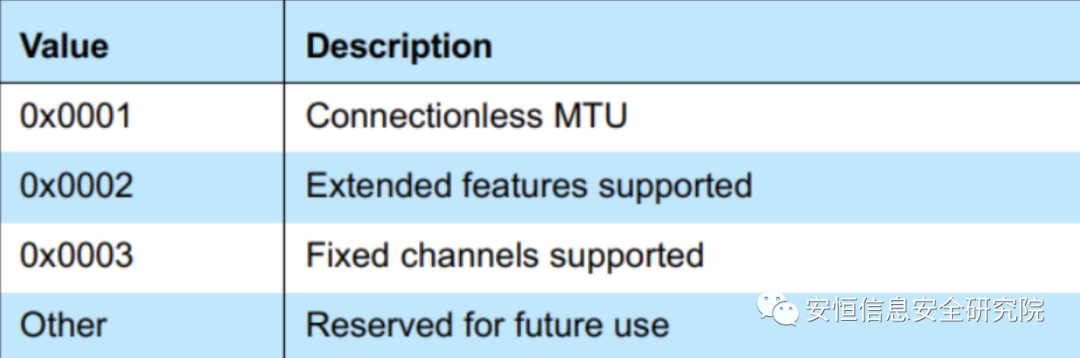 Value Description
0x0001 Connectionless MTU
0x0002 Extended features supported
0x0003 Fixed channels supported
Other Reserved for future use
安恒信息安全研究院